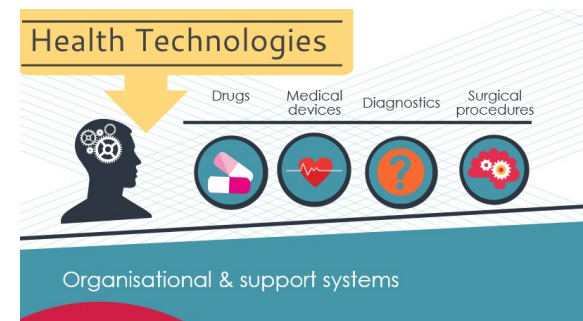 Health Technologies
Drugs
Medical
devices
Diagnostics
Surgical
procedures
Organisational & support systems